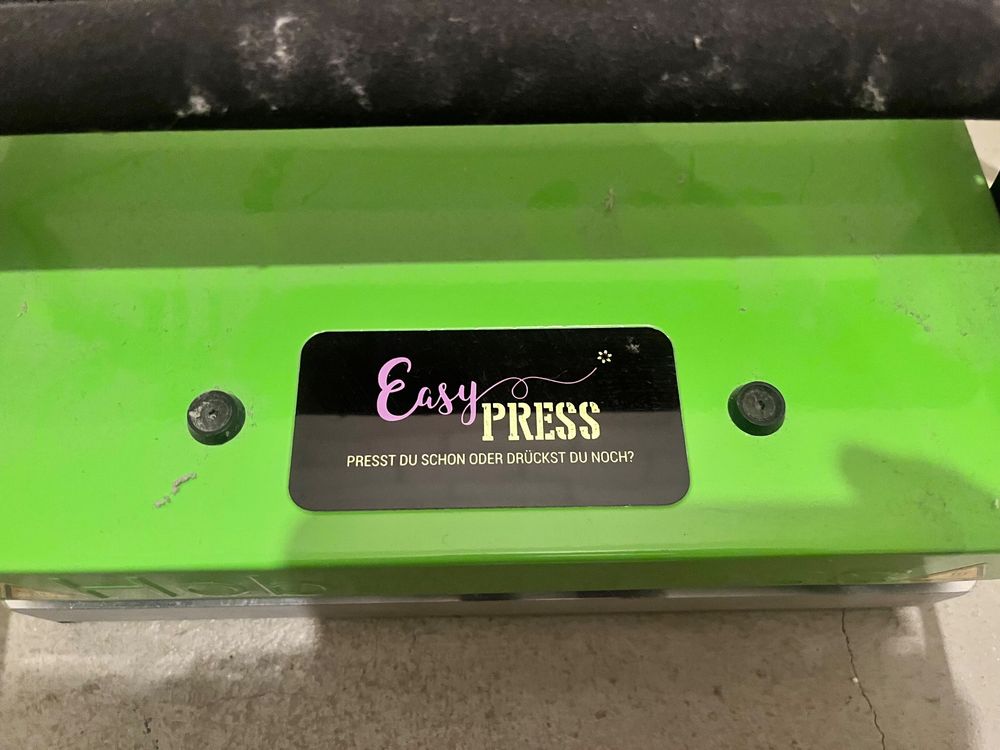 Easy
PRESS
PRESST DU SCHON ODER DRÜCKST DU NOCH?